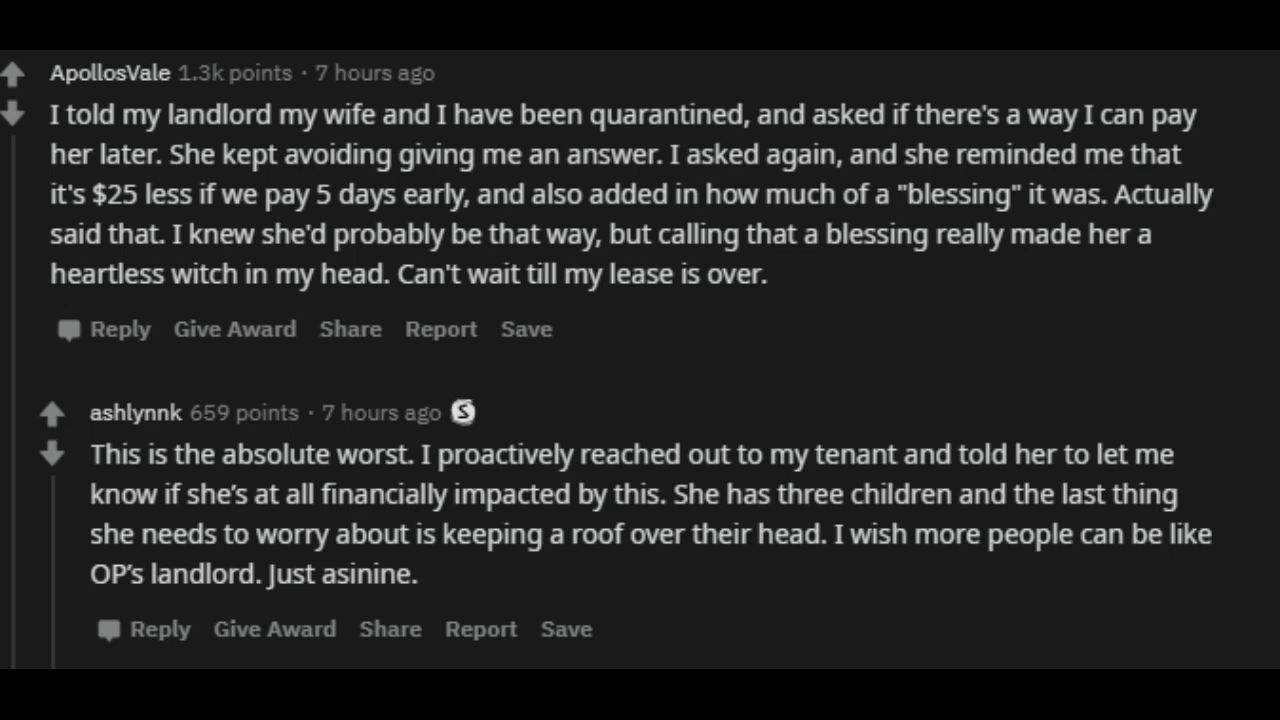 ApollosVale 1.3k points · 7 hours ago
I told my landlord my wife and I have been quarantined, and asked if there's a way I can pay
her later. She kept avoiding giving me an answer. I asked again, and she reminded me that
it's $25 less if we pay 5 days early, and also added in how much of a "blessing" it was. Actually
said that. I knew she'd probably be that way, but calling that a blessing really made her a
heartless witch in my head. Can't wait till my lease is over.
Reply Give Award Share Report Save
ashlynnk 659 points · 7 hours ago S
This is the absolute worst. I proactively reached out to my tenant and told her to let me
know if she’s at all financially impacted by this. She has three children and the last thing
she needs to worry about is keeping a roof over their head. I wish more people can be like
OP’s landlord. Just asinine.
Reply Give Award Share Report Save